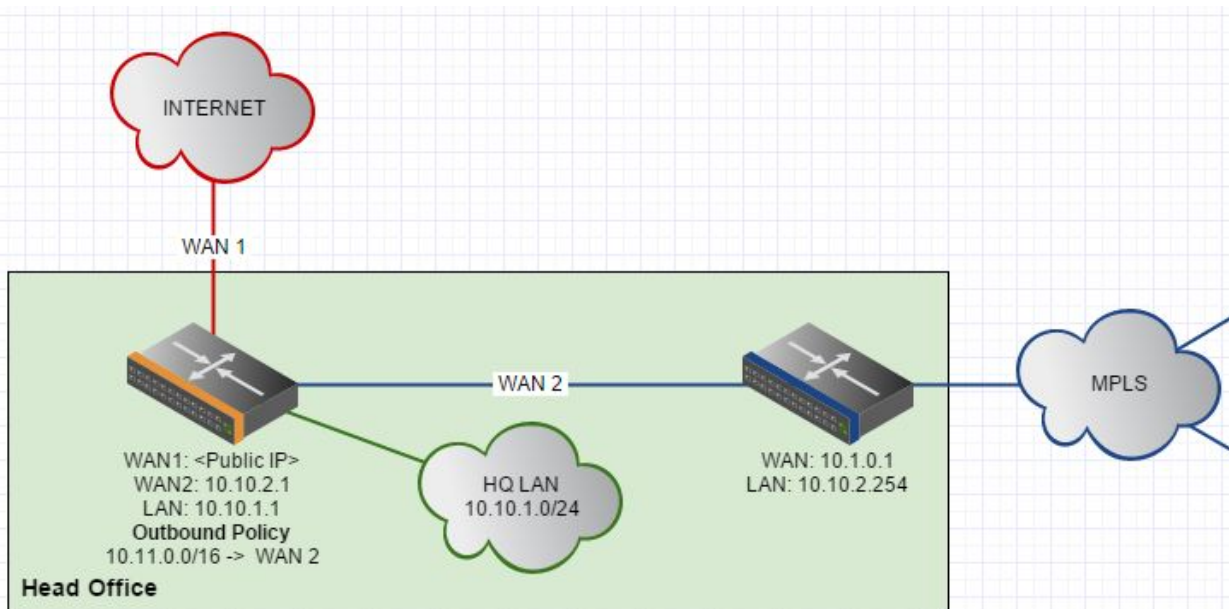 INTERNET
WAN 1
WAN 2
MPLS
WAN1: <Public IP>
WAN2: 10.10.2.1
LAN: 10.10.1.1
Outbound Policy
10.11.0.0/16 -> WAN 2
HQ LAN
10.10.1.0/24
WAN: 10.1.0.1
LAN: 10.10.2.254
Head Office